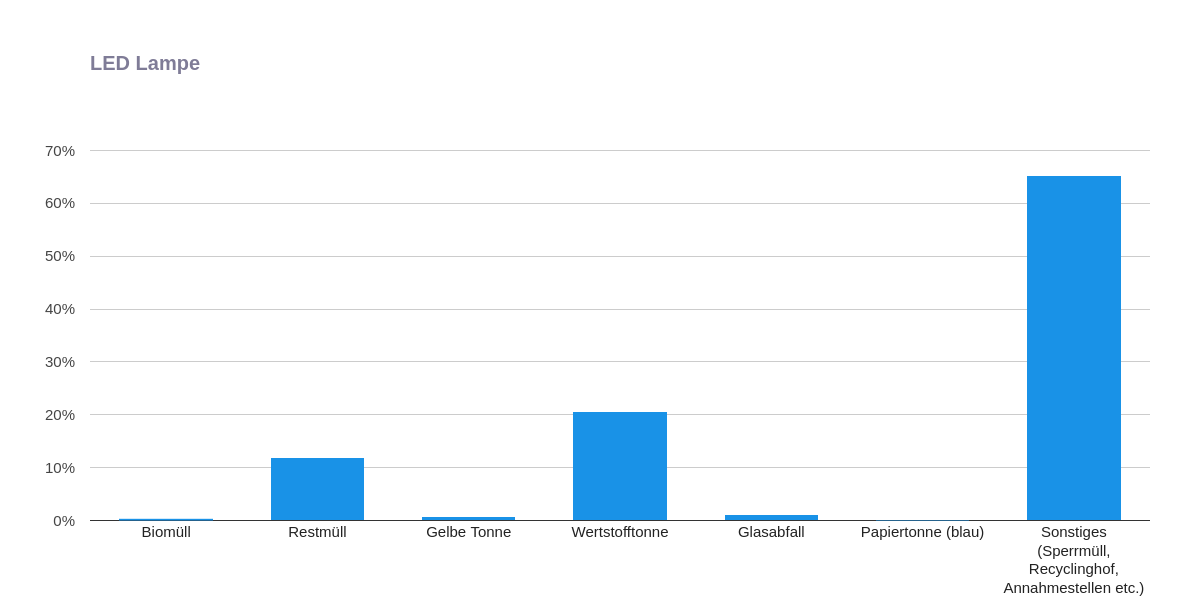 LED Lampe
70%
60%
50%
40%
30%
20%
10%
0%
Biomüll
Restmüll
Gelbe Tonne
Wertstofftonne
Glasabfall
Papiertonne (blau)
Sonstiges
(Sperrmüll,
Recyclinghof,
Annahmestellen etc.)